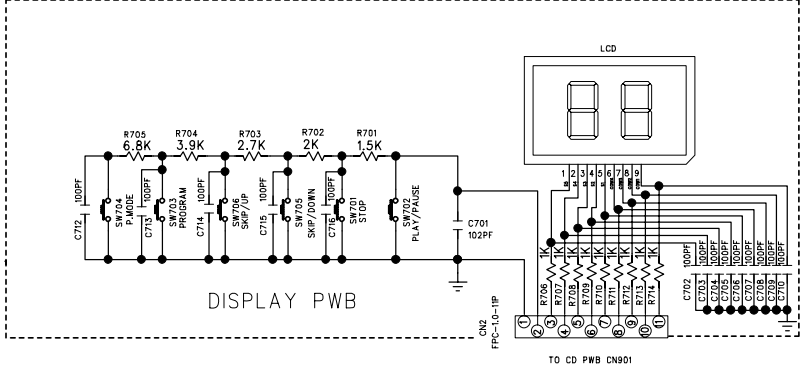 LCD
1 2 3 4 5 6 7 8 9
R705
6.8K
R704
3.9K
R703
2.7K
R702
2K
R701
1.5K
100PF
C712
SW704
P.MODE
100PF
C713
SW703
PROGRAM
100PF
C714
SW706
SKIP/UP
100PF
C715
SW705
SKIP/DOWN
100PF
C716
SW701
STOP
SW702
PLAY/PAUSE
C701
102PF
1K
R706
1K
R707
1K
R708
1K
R709
1K
R710
1K
R711
1K
R712
1K
R713
1K
R714
100PF
C702
100PF
C703
100PF
C704
100PF
C705
100PF
C706
100PF
C707
100PF
C708
100PF
C709
100PF
C710
DISPLAY PWB
CN2
FPC-1.0-11P
1 2 3 4 5 6 7 8 9 10 11
TO CD PWB CN901